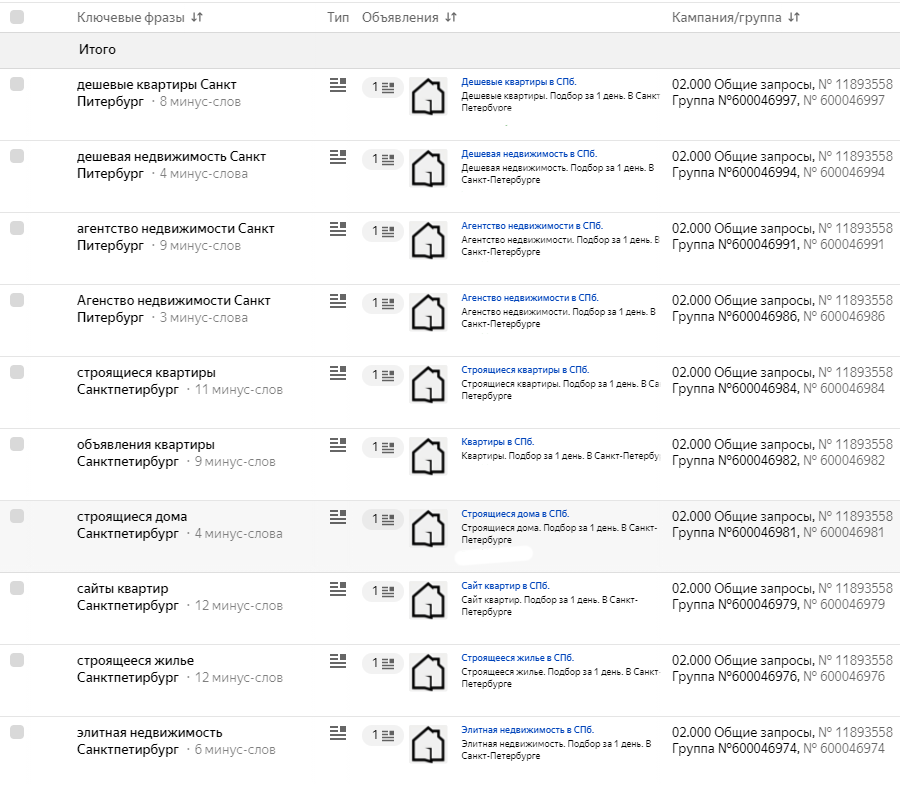 Ключевые фразы Тип Объявления Кампания/группа
Итого
дешевые квартиры Санкт
Питербург · 8 минус-слов
1
Дешевые квартиры в СПб.
Дешевые квартиры. Подбор за 1 день. В Санкт
Петербурге
02.000 Общие запросы, № 11893558
Группа №600046997, № 600046997
дешевая недвижимость Санкт
Питербург · 4 минус-слова
1
Дешевая недвижимость в СПб.
Дешевая недвижимость. Подбор за 1 день. В
Санкт-Петербурге
02.000 Общие запросы, № 11893558
Группа №600046994, № 600046994
агентство недвижимости Санкт
Питербург · 9 минус-слов
1
Агентство недвижимости в СПб.
Агентство недвижимости. Подбор за 1 день. В
Санкт-Петербурге
02.000 Общие запросы, № 11893558
Группа №600046991, № 600046991
Агенство недвижимости Санкт
Питербург · 3 минус-слова
1
Агенство недвижимости в СПб.
Агенство недвижимости. Подбор за 1 день. В
Санкт-Петербурге
02.000 Общие запросы, № 11893558
Группа №600046986, № 600046986
строящиеся квартиры
Санктпетирбург · 11 минус-слов
1
Строящиеся квартиры в СПб.
Строящиеся квартиры. Подбор за 1 день. В Са
Петербурге
02.000 Общие запросы, № 11893558
Группа №600046984, № 600046984
объявления квартиры
Санктпетирбург · 9 минус-слов
1
Квартиры в СПб.
Квартиры. Подбор за 1 день. В Санкт-Петербу
02.000 Общие запросы, № 11893558
Группа №600046982, № 600046982
строящиеся дома
Санктпетирбург · 4 минус-слова
1
Строящиеся дома в СПб.
Строящиеся дома. Подбор за 1 день. В Санкт-
Петербурге
02.000 Общие запросы, № 11893558
Группа №600046981, № 600046981
сайты квартир
Санктпетирбург · 12 минус-слов
1
Сайт квартир в СПб.
Сайт квартир. Подбор за 1 день. В Санкт-
Петербурге
02.000 Общие запросы, № 11893558
Группа №600046979, № 600046979
строящееся жилье
Санктпетирбург · 12 минус-слов
1
Строящееся жилье в СПб.
Строящееся жилье. Подбор за 1 день. В Санкт-
Петербурге
02.000 Общие запросы, № 11893558
Группа №600046976, № 600046976
элитная недвижимость
Санктпетирбург · 6 минус-слов
1
Элитная недвижимость в СПб.
Элитная недвижимость. Подбор за 1 день. В
Санкт-Петербурге
02.000 Общие запросы, № 11893558
Группа №600046974, № 600046974